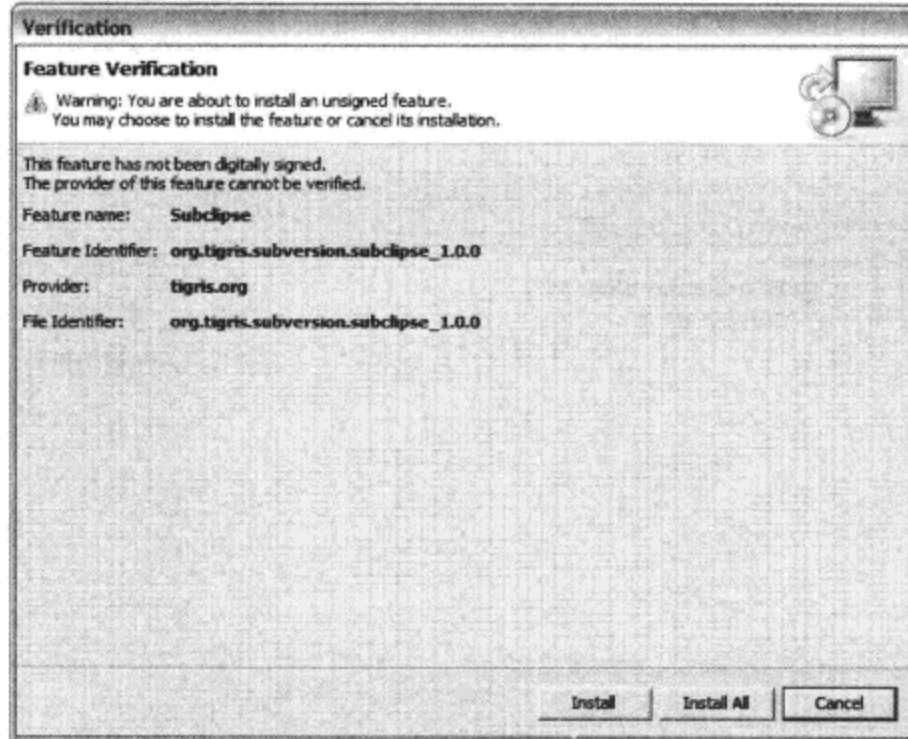 Verification
Feature Verification
Warning: You are about to install an unsigned feature.
You may choose to install the feature or cancel its installation.
This feature has not been digitally signed.
The provider of this feature cannot be verified.
Feature name: Subclipse
Feature Identifier: org.tigris.subversion.subclipse_1.0.0
Provider: tigris.org
File Identifier: org.tigris.subversion.subclipse_1.0.0
Install Install All Cancel